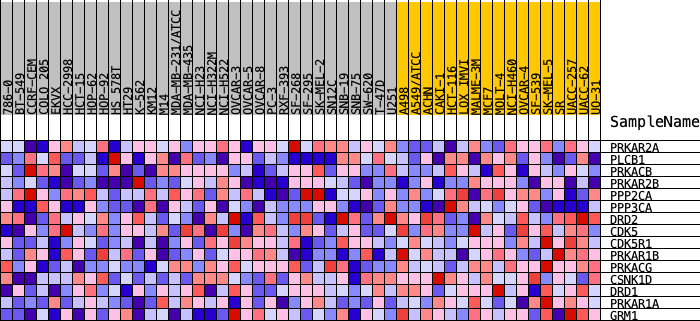 786-0
BT-549
CCRF-CEM
COLO 205
EKVX
HCC-2998
HCT-15
HOP-62
HOP-92
HS 578T
HT29
K-562
KM12
M14
MDA-MB-231/ATCC
MDA-MB-435
NCI-H23
NCI-H322M
NCI-H522
OVCAR-3
OVCAR-5
OVCAR-8
PC-3
RXF-393
SF-268
SF-295
SK-MEL-2
SN12C
SNB-19
SNB-75
SW-620
T-47D
U251
A498
A549/ATCC
ACHN
CAKI-1
HCT-116
LOX IMVI
MALME-3M
MCF7
MOLT-4
NCI-H460
OVCAR-4
SF-539
SK-MEL-5
SR
UACC-257
UACC-62
UO-31
SampleName
PRKAR2A
PLCB1
PRKACB
PRKAR2B
PPP2CA
PPP3CA
DRD2
CDK5
CDK5R1
PRKAR1B
PRKACG
CSNK1D
DRD1
PRKAR1A
GRM1